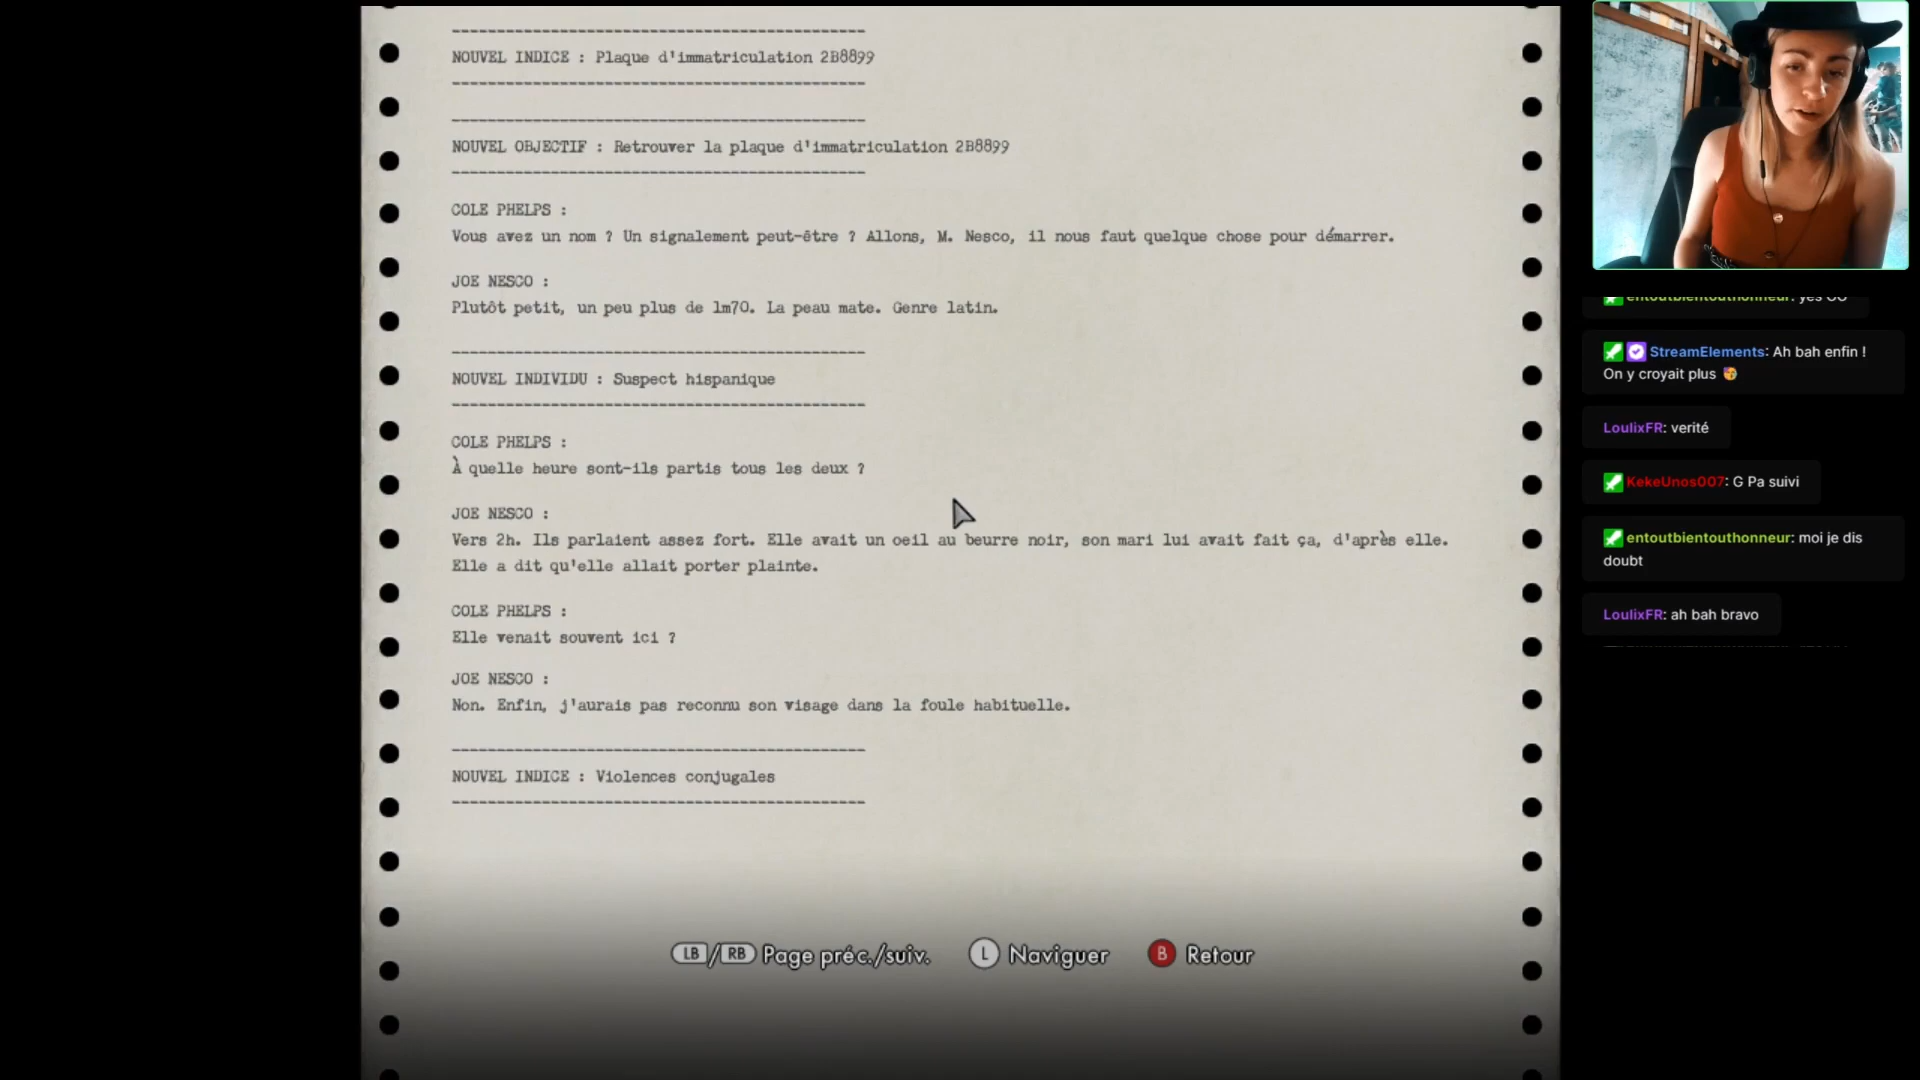 NOUVEL INDICE : Plaque d'immatriculation 2B8899
NOUVEL OBJECTIF : Retrouver la plaque d'immatriculation 2B8899
COLE PHELPS :
Vous avez un nom ? Un signalement peut-être ? Allons, M. Nesco, il nous faut quelque chose pour démarrer.
JOE NESCO :
Plutôt petit, un peu plus de 1m70. La peau mate. Genre latin.
NOUVEL INDIVIDU : Suspect hispanique
COLE PHELPS :
À quelle heure sont-ils partis tous les deux ?
JOE NESCO :
Vers 2h. Ils parlaient assez fort. Elle avait un oeil au beurre noir, son mari lui avait fait ça, d'après elle.
Elle a dit qu'elle allait porter plainte.
COLE PHELPS :
Elle venait souvent ici ?
JOE NESCO :
Non. Enfin, j'aurais pas reconnu son visage dans la foule habituelle.
NOUVEL INDICE : Violences conjugales
LB/RB Page préc./suiv. L Naviguer B Retour
entoutbientouthonneur: yes
StreamElements: Ah bah enfin !
On y croyait plus
LoulixFR: verité
KekeUnos007: G Pa suivi
entoutbientouthonneur: moi je dis
doubt
LoulixFR: ah bah bravo